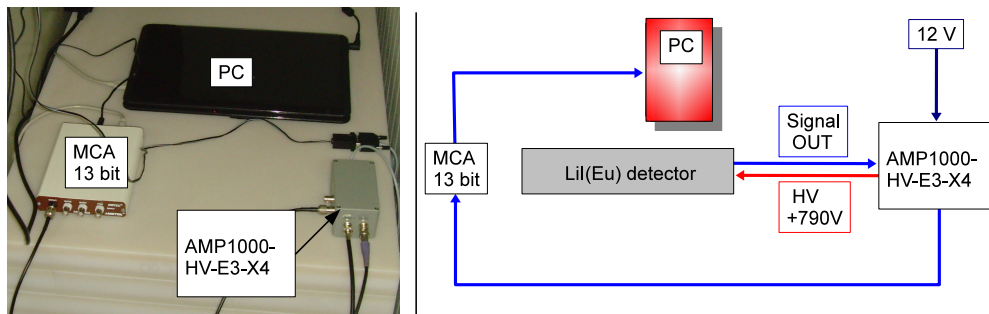 PC
MCA
13 bit
AMP1000-
HV-E3-X4
PC
12 V
Signal
OUT
MCA
13 bit
LiI(Eu) detector
AMP1000-
HV-E3-X4
HV
+790V